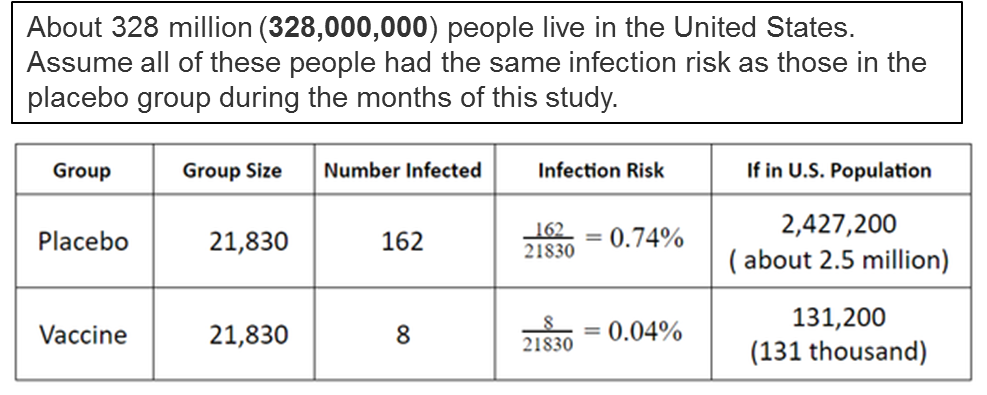 About 328 million (328,000,000) people live in the United States.
Assume all of these people had the same infection risk as those in the
placebo group during the months of this study.
Group Size Number Infected Infection Risk If in U.S. Population
Placebo 21,830 162 162/21830 = 0.74% 2,427,200
( about 2.5 million)
Vaccine 21,830 8 8/21830 = 0.04% 131,200
(131 thousand)